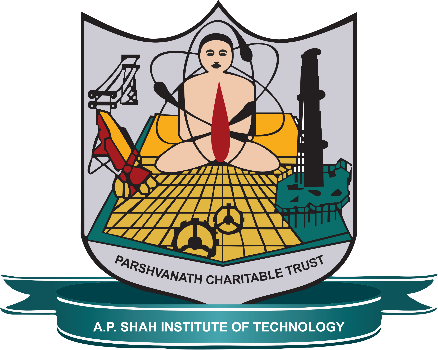 PARSHVANATH CHARITABLE TRUST
A.P. SHAH INSTITUTE OF TECHNOLOGY